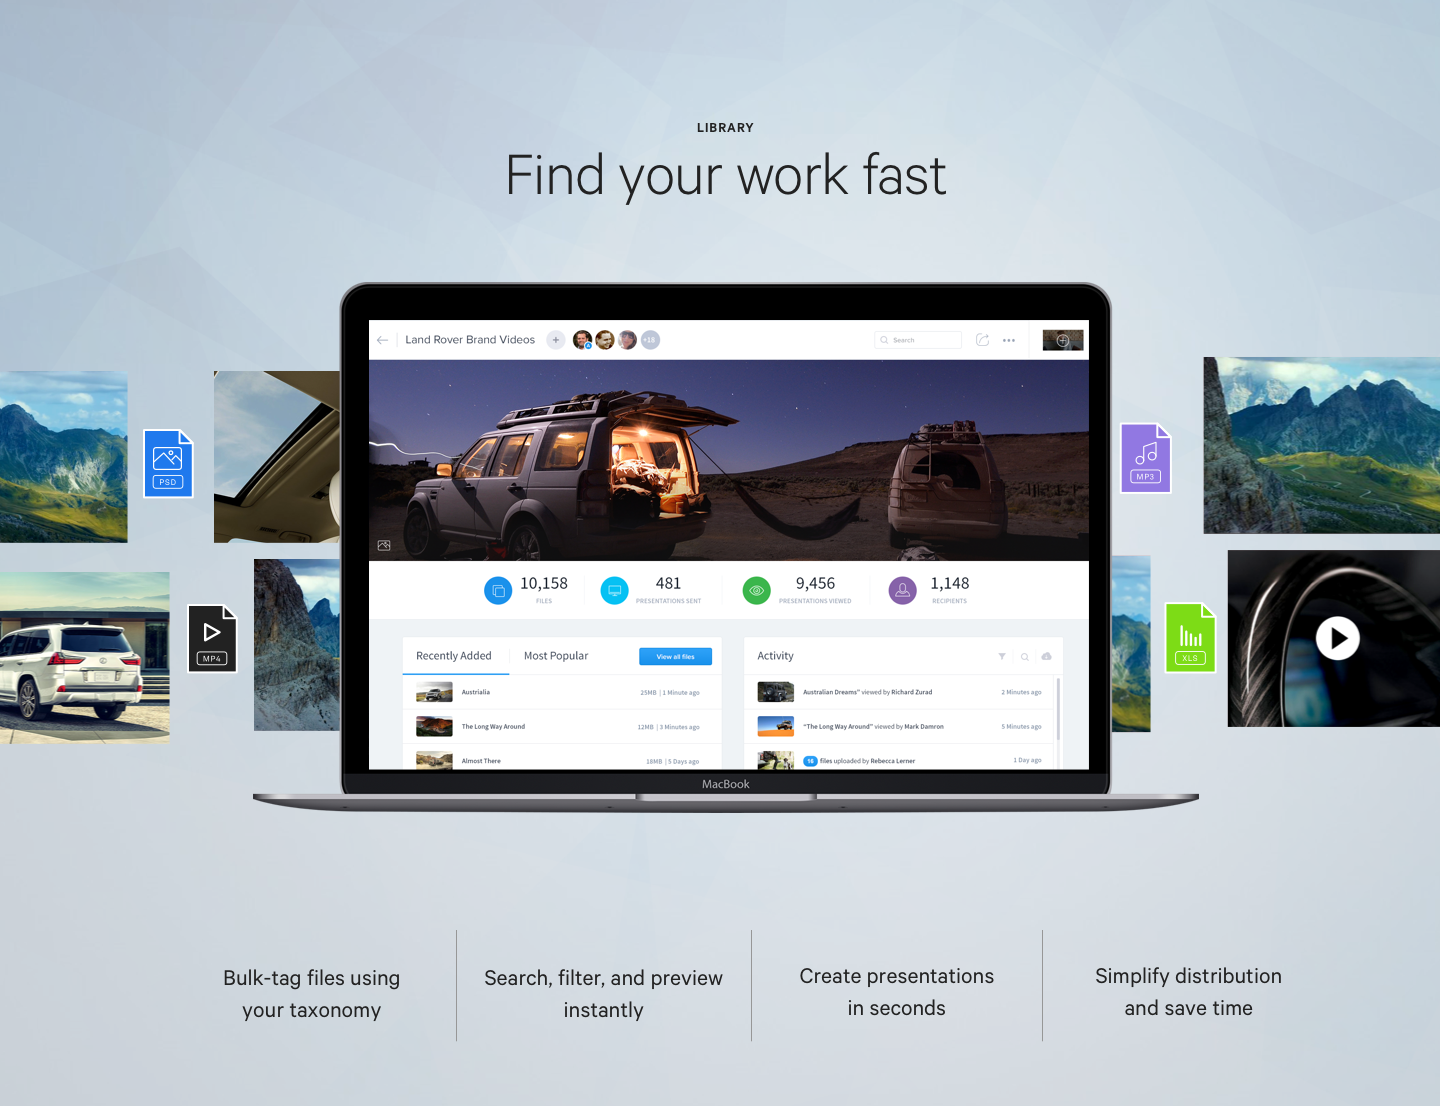 LIBRARY
Find your work fast
Land Rover Brand Videos
+
+18
Search
PSD
MP3
MP4
XLS
10,158
FILES
481
PRESENTATIONS SENT
9,456
PRESENTATIONS VIEWED
1,148
RECIPIENTS
Recently Added
Most Popular
View all files
Austrialia
25MB | 1 Minute ago
The Long Way Around
12MB | 3 Minutes ago
Almost There
18MB | 5 Days ago
Activity
Australian Dreams" viewed by Richard Zurad
2 Minutes ago
"The Long Way Around" viewed by Mark Damron
5 Minutes ago
16 files uploaded by Rebecca Lerner
1 Day ago
MacBook
Bulk-tag files using
your taxonomy
Search, filter, and preview
instantly
Create presentations
in seconds
Simplify distribution
and save time